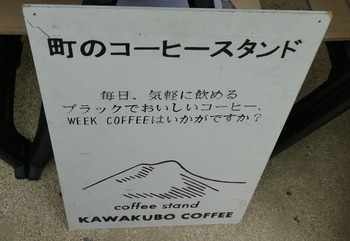 町のコーヒースタンド
毎日、気軽に飲める
ブラックでおいしいコーヒー、
WEEK COFFEEはいかがですか？
coffee stand
KAWAKUBO COFFEE